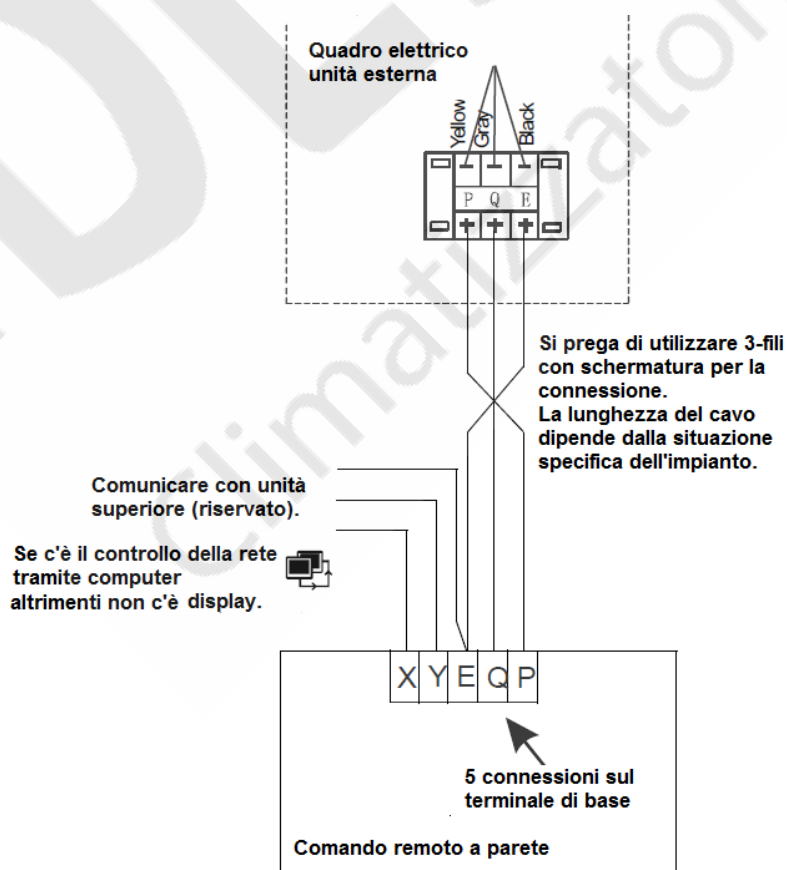 Quadro elettrico
unità esterna
Yellow
Gray
Black
P Q E
Si prega di utilizzare 3-fili
con schermatura per la
connessione.
La lunghezza del cavo
dipende dalla situazione
specifica dell'impianto.
Comunicare con unità
superiore (riservato).
Se c'è il controllo della rete
tramite computer
altrimenti non c'è display.
X Y E Q P
5 connessioni sul
terminale di base
Comando remoto a parete